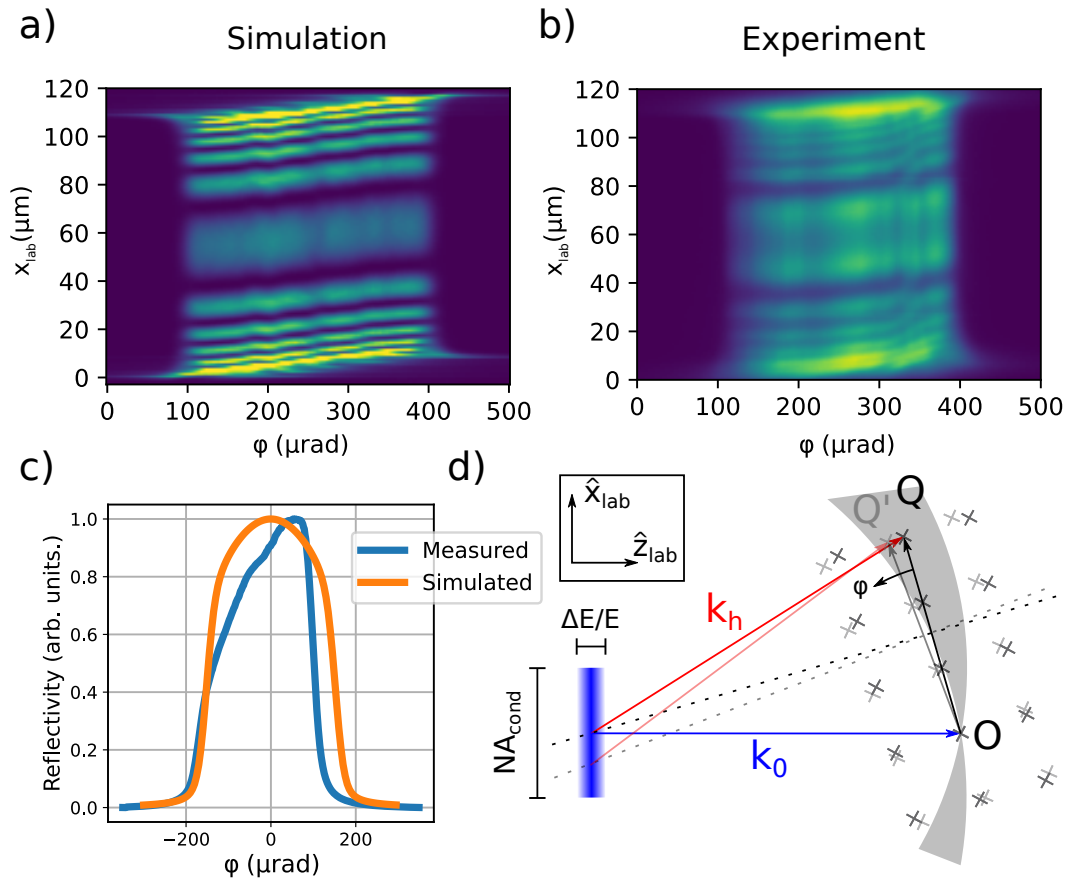 a)
Simulation
b)
Experiment
120
100
80
60
40
20
0
x_lab(µm)
0 100 200 300 400 500
φ (µrad)
120
100
80
60
40
20
0
x_lab(µm)
0 100 200 300 400 500
φ (µrad)
c)
1.0
0.8
0.6
0.4
0.2
0.0
Reflectivity (arb. units.)
Measured
Simulated
−200 0 200
φ (µrad)
d)
x̂_lab
ẑ_lab
ΔE/E
NA_cond
k_h
k_0
Q'
Q
φ
O